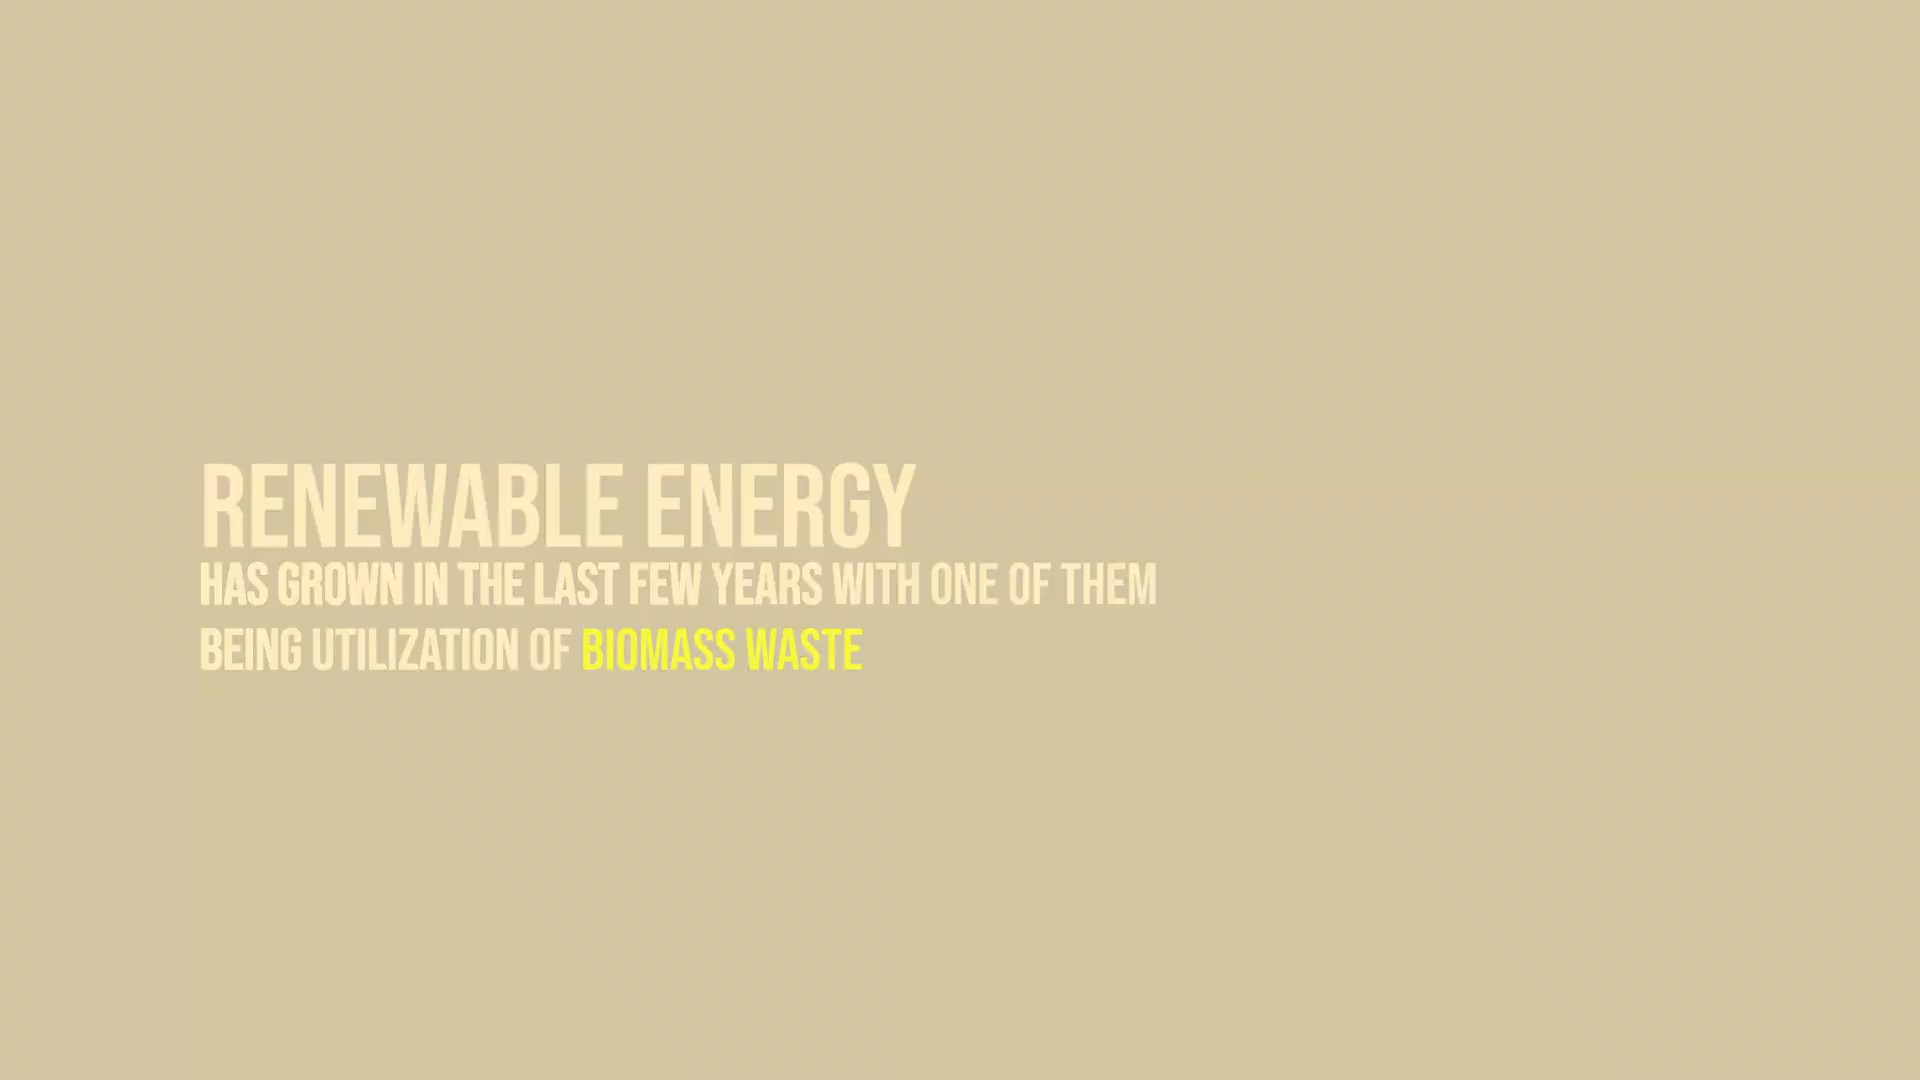 RENEWABLE ENERGY
HAS GROWN IN THE LAST FEW YEARS WITH ONE OF THEM
BEING UTILIZATION OF BIOMASS WASTE